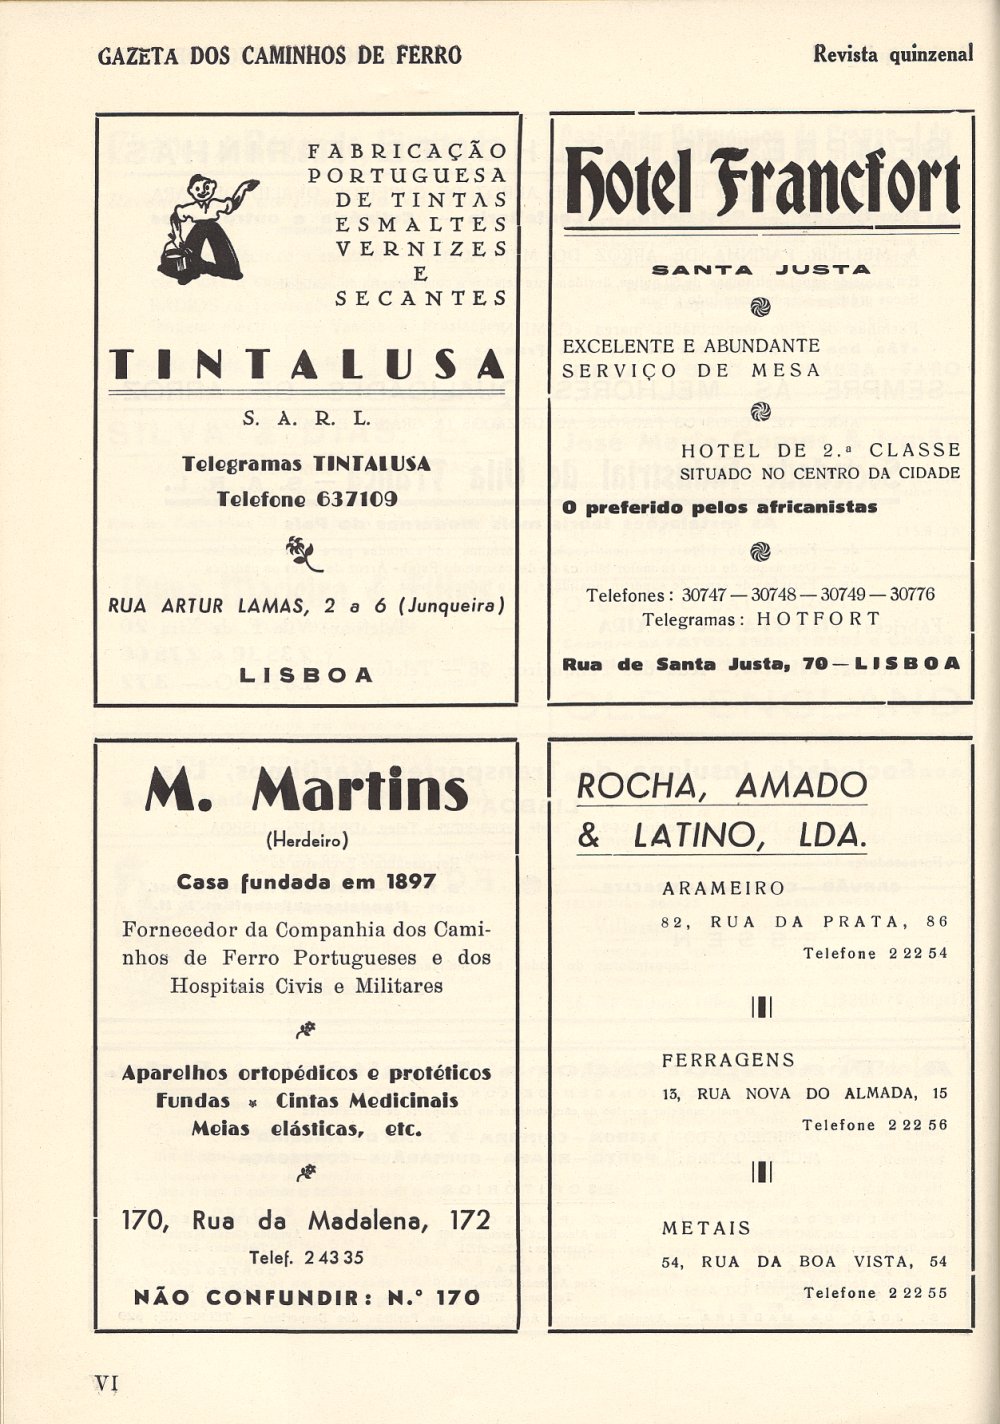 GAZETA DOS CAMINHOS DE FERRO
Revista quinzenal
FABRICAÇÃO
PORTUGUESA
DE TINTAS
ESMALTES
VERNIZES
E
SECANTES
TINTALUSA
S. A. R. L.
Telegramas TINTALUSA
Telefone 637109
RUA ARTUR LAMAS, 2 a 6 (Junqueira)
LISBOA
Hotel Francfort
SANTA JUSTA
EXCELENTE E ABUNDANTE
SERVIÇO DE MESA
HOTEL DE 2.ª CLASSE
SITUADO NO CENTRO DA CIDADE
O preferido pelos africanistas
Telefones: 30747 — 30748 — 30749 — 30776
Telegramas: HOTFORT
Rua de Santa Justa, 70 — LISBOA
M. Martins
(Herdeiro)
Casa fundada em 1897
Fornecedor da Companhia dos Cami-
nhos de Ferro Portugueses e dos
Hospitais Civis e Militares
Aparelhos ortopédicos e protéticos
Fundas * Cintas Medicinais
Meias elásticas, etc.
170, Rua da Madalena, 172
Telef. 2 43 35
NÃO CONFUNDIR: N.º 170
ROCHA, AMADO
& LATINO, LDA.
ARAMEIRO
82, RUA DA PRATA, 86
Telefone 2 22 54
FERRAGENS
13, RUA NOVA DO ALMADA, 15
Telefone 2 22 56
METAIS
54, RUA DA BOA VISTA, 54
Telefone 2 22 55
VI